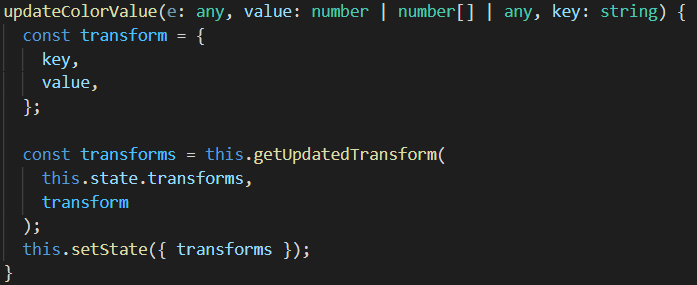 updateColorValue(e: any, value: number | number[] | any, key: string) {
  const transform = {
    key,
    value,
  };

  const transforms = this.getUpdatedTransform(
    this.state.transforms,
    transform
  );
  this.setState({ transforms });
}